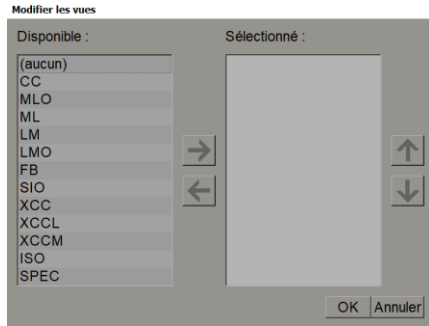 Modifier les vues
Disponible :
Sélectionné :
(aucun)
CC
MLO
ML
LM
LMO
FB
SIO
XCC
XCCL
XCCM
ISO
SPEC
OK
Annuler